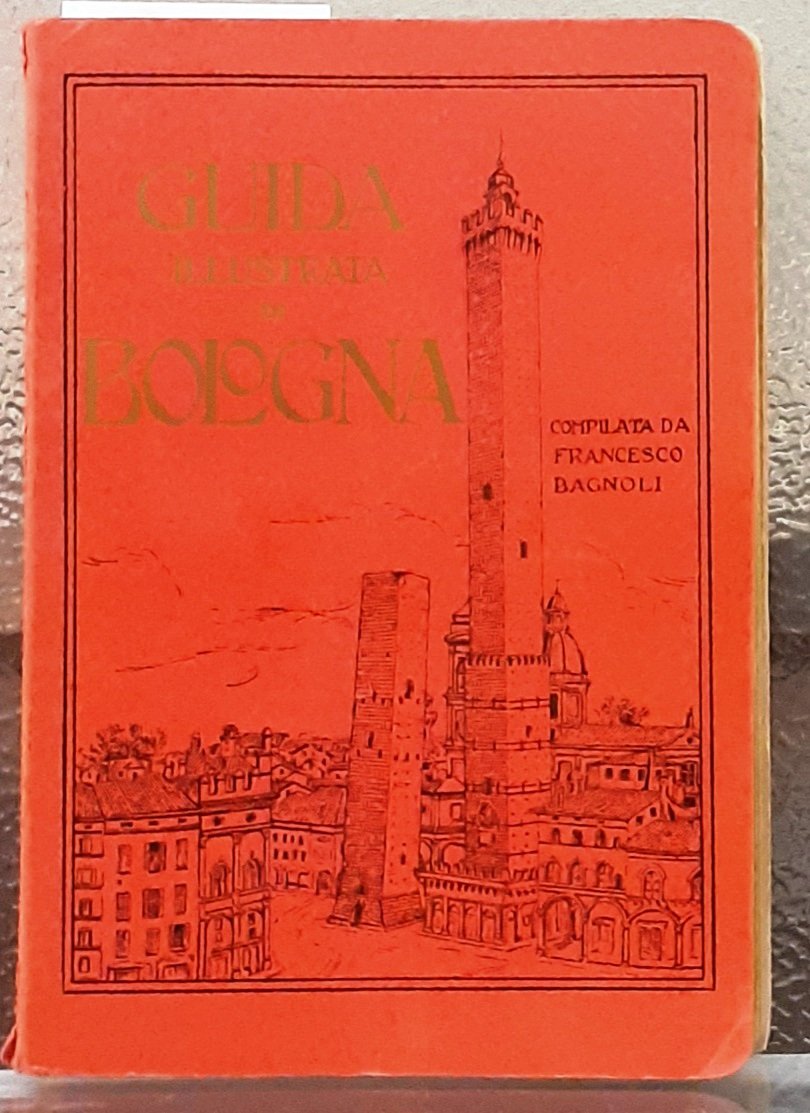 GUIDA
ILLUSTRATA
DI
BOLOGNA
COMPILATA DA
FRANCESCO
BAGNOLI